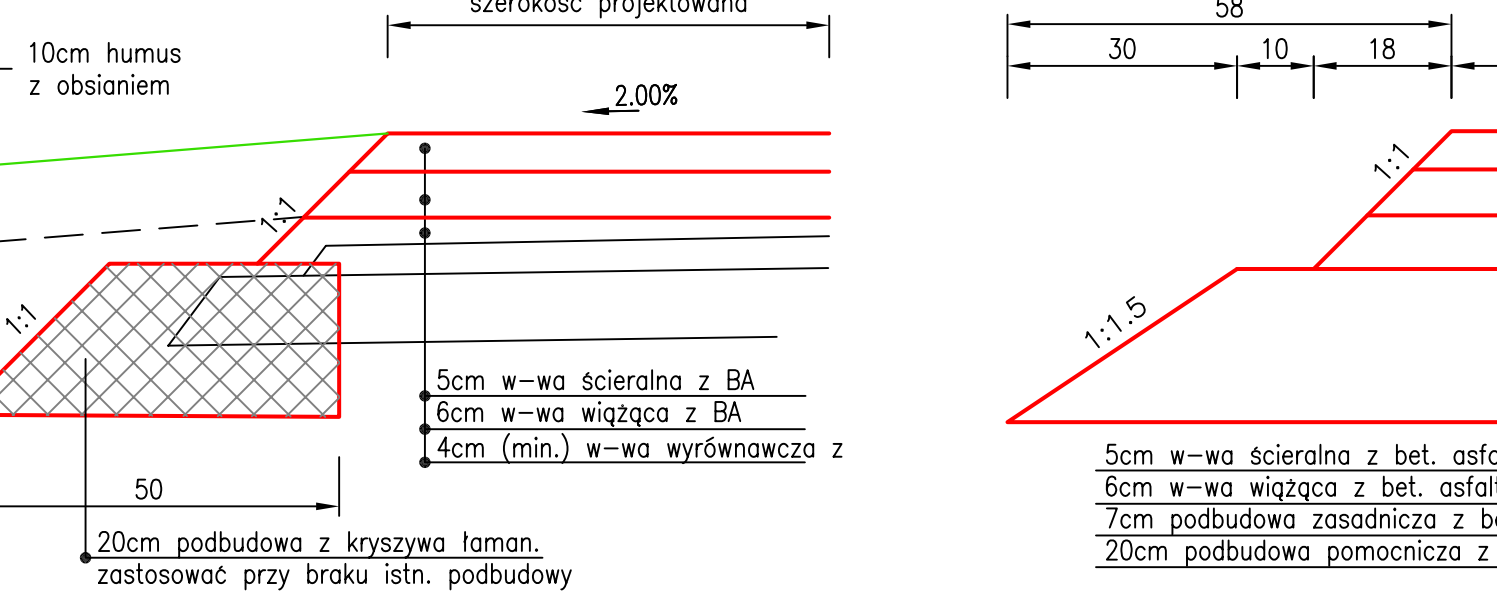 szerokość projektowana
10cm humus
z obsianiem
2.00%
1:1
1:1
5cm w-wa ścieralna z BA
6cm w-wa wiążąca z BA
4cm (min.) w-wa wyrównawcza z
50
20cm podbudowa z kryszywa łaman.
zastosować przy braku istn. podbudowy
58
30 10 18
1:1
1:1.5
5cm w-wa ścieralna z bet.
6cm w-wa wiążąca z bet.
7cm podbudowa zasadnicza z
20cm podbudowa pomocnicza z